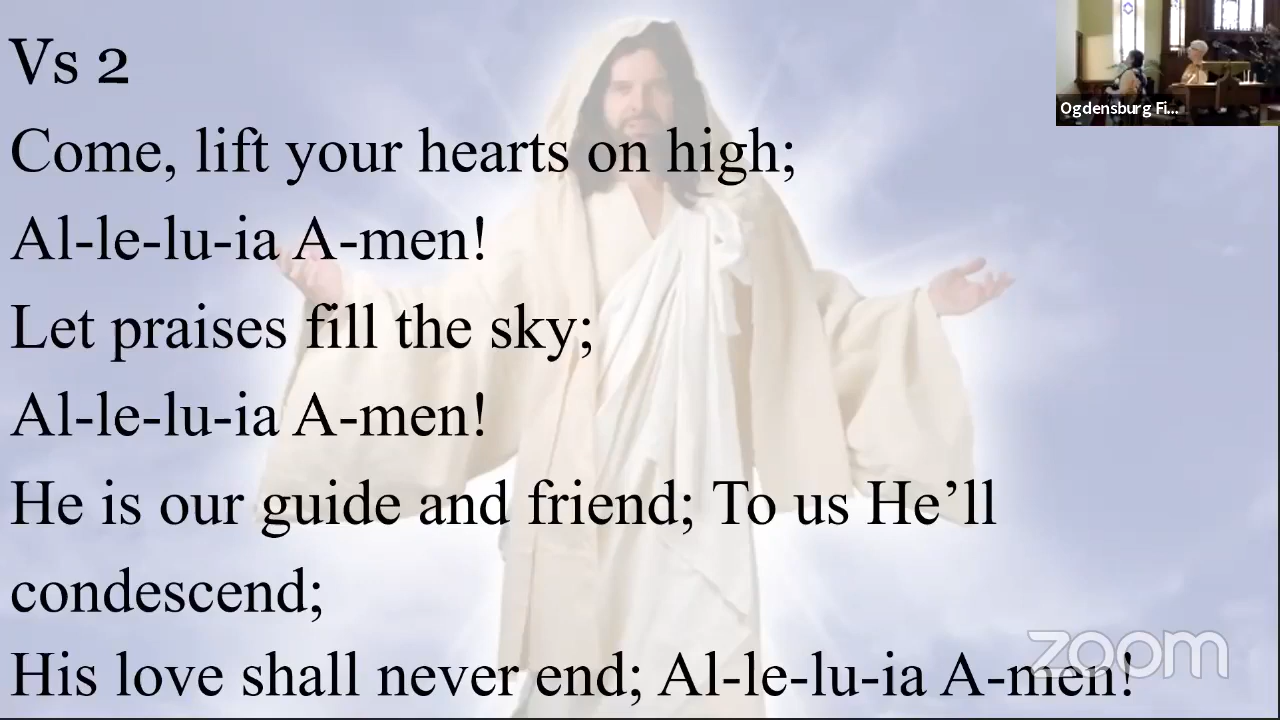 Vs 2
Come, lift your hearts on high;
Al-le-lu-ia A-men!
Let praises fill the sky;
Al-le-lu-ia A-men!
He is our guide and friend; To us He’ll
condescend;
His love shall never end; Al-le-lu-ia A-men!
Ogdensburg Fi...
zoom